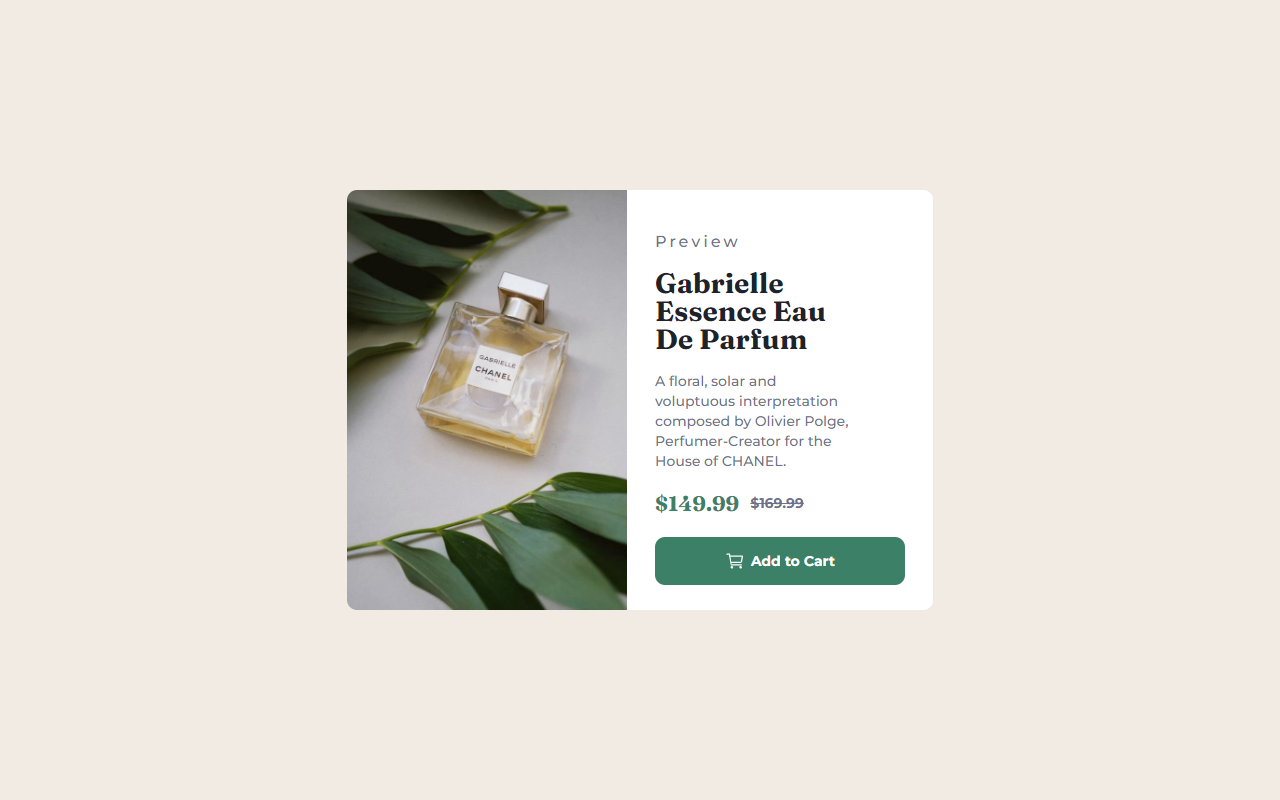 GABRIELLE
CHANEL
PARIS
Preview
Gabrielle
Essence Eau
De Parfum
A floral, solar and
voluptuous interpretation
composed by Olivier Polge,
Perfumer-Creator for the
House of CHANEL.
$149.99 $169.99
Add to Cart